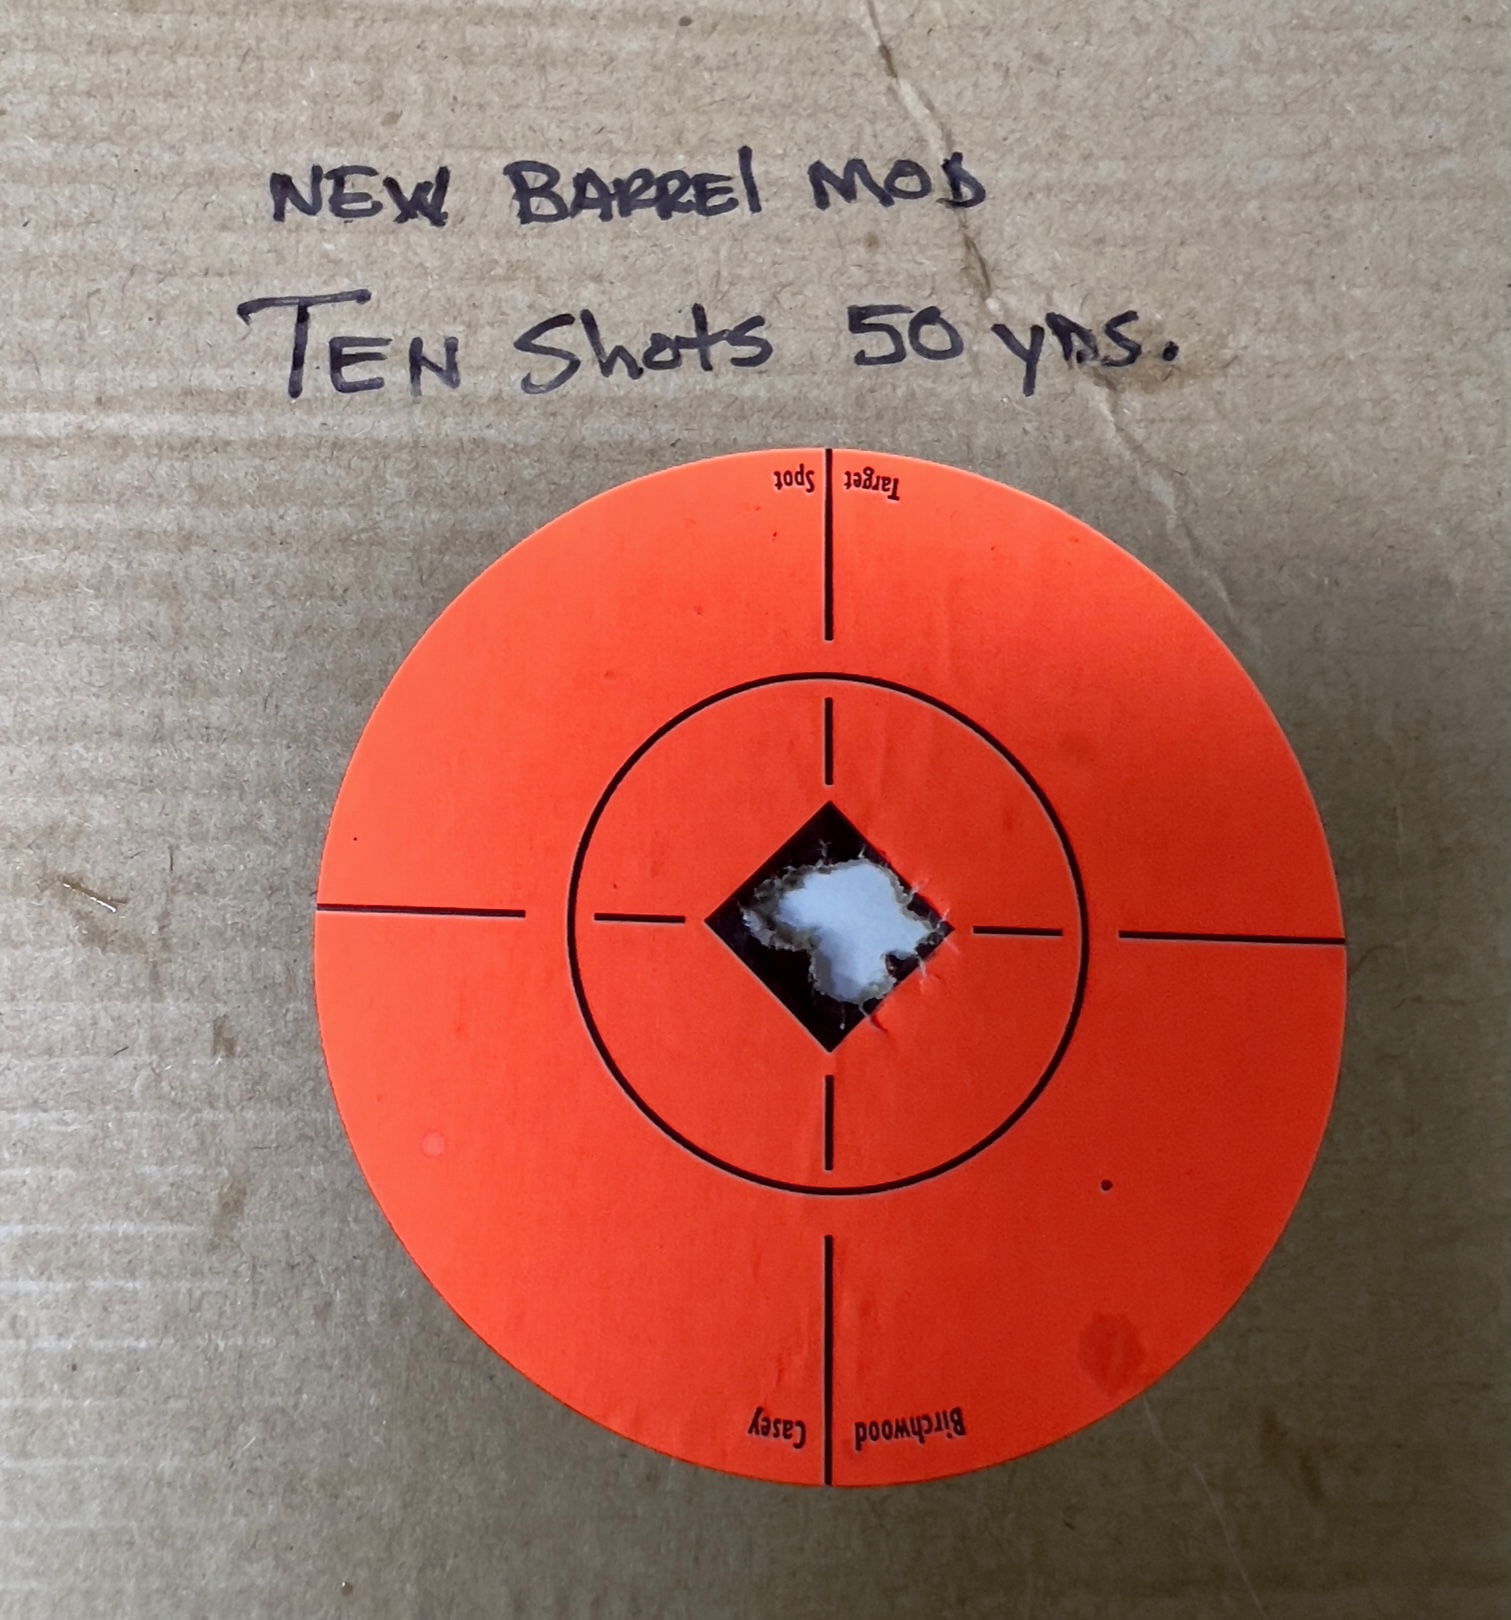 NEW BARREl MOD
TEN Shots 50 yDS.
Spot Target
Casey Birchwood